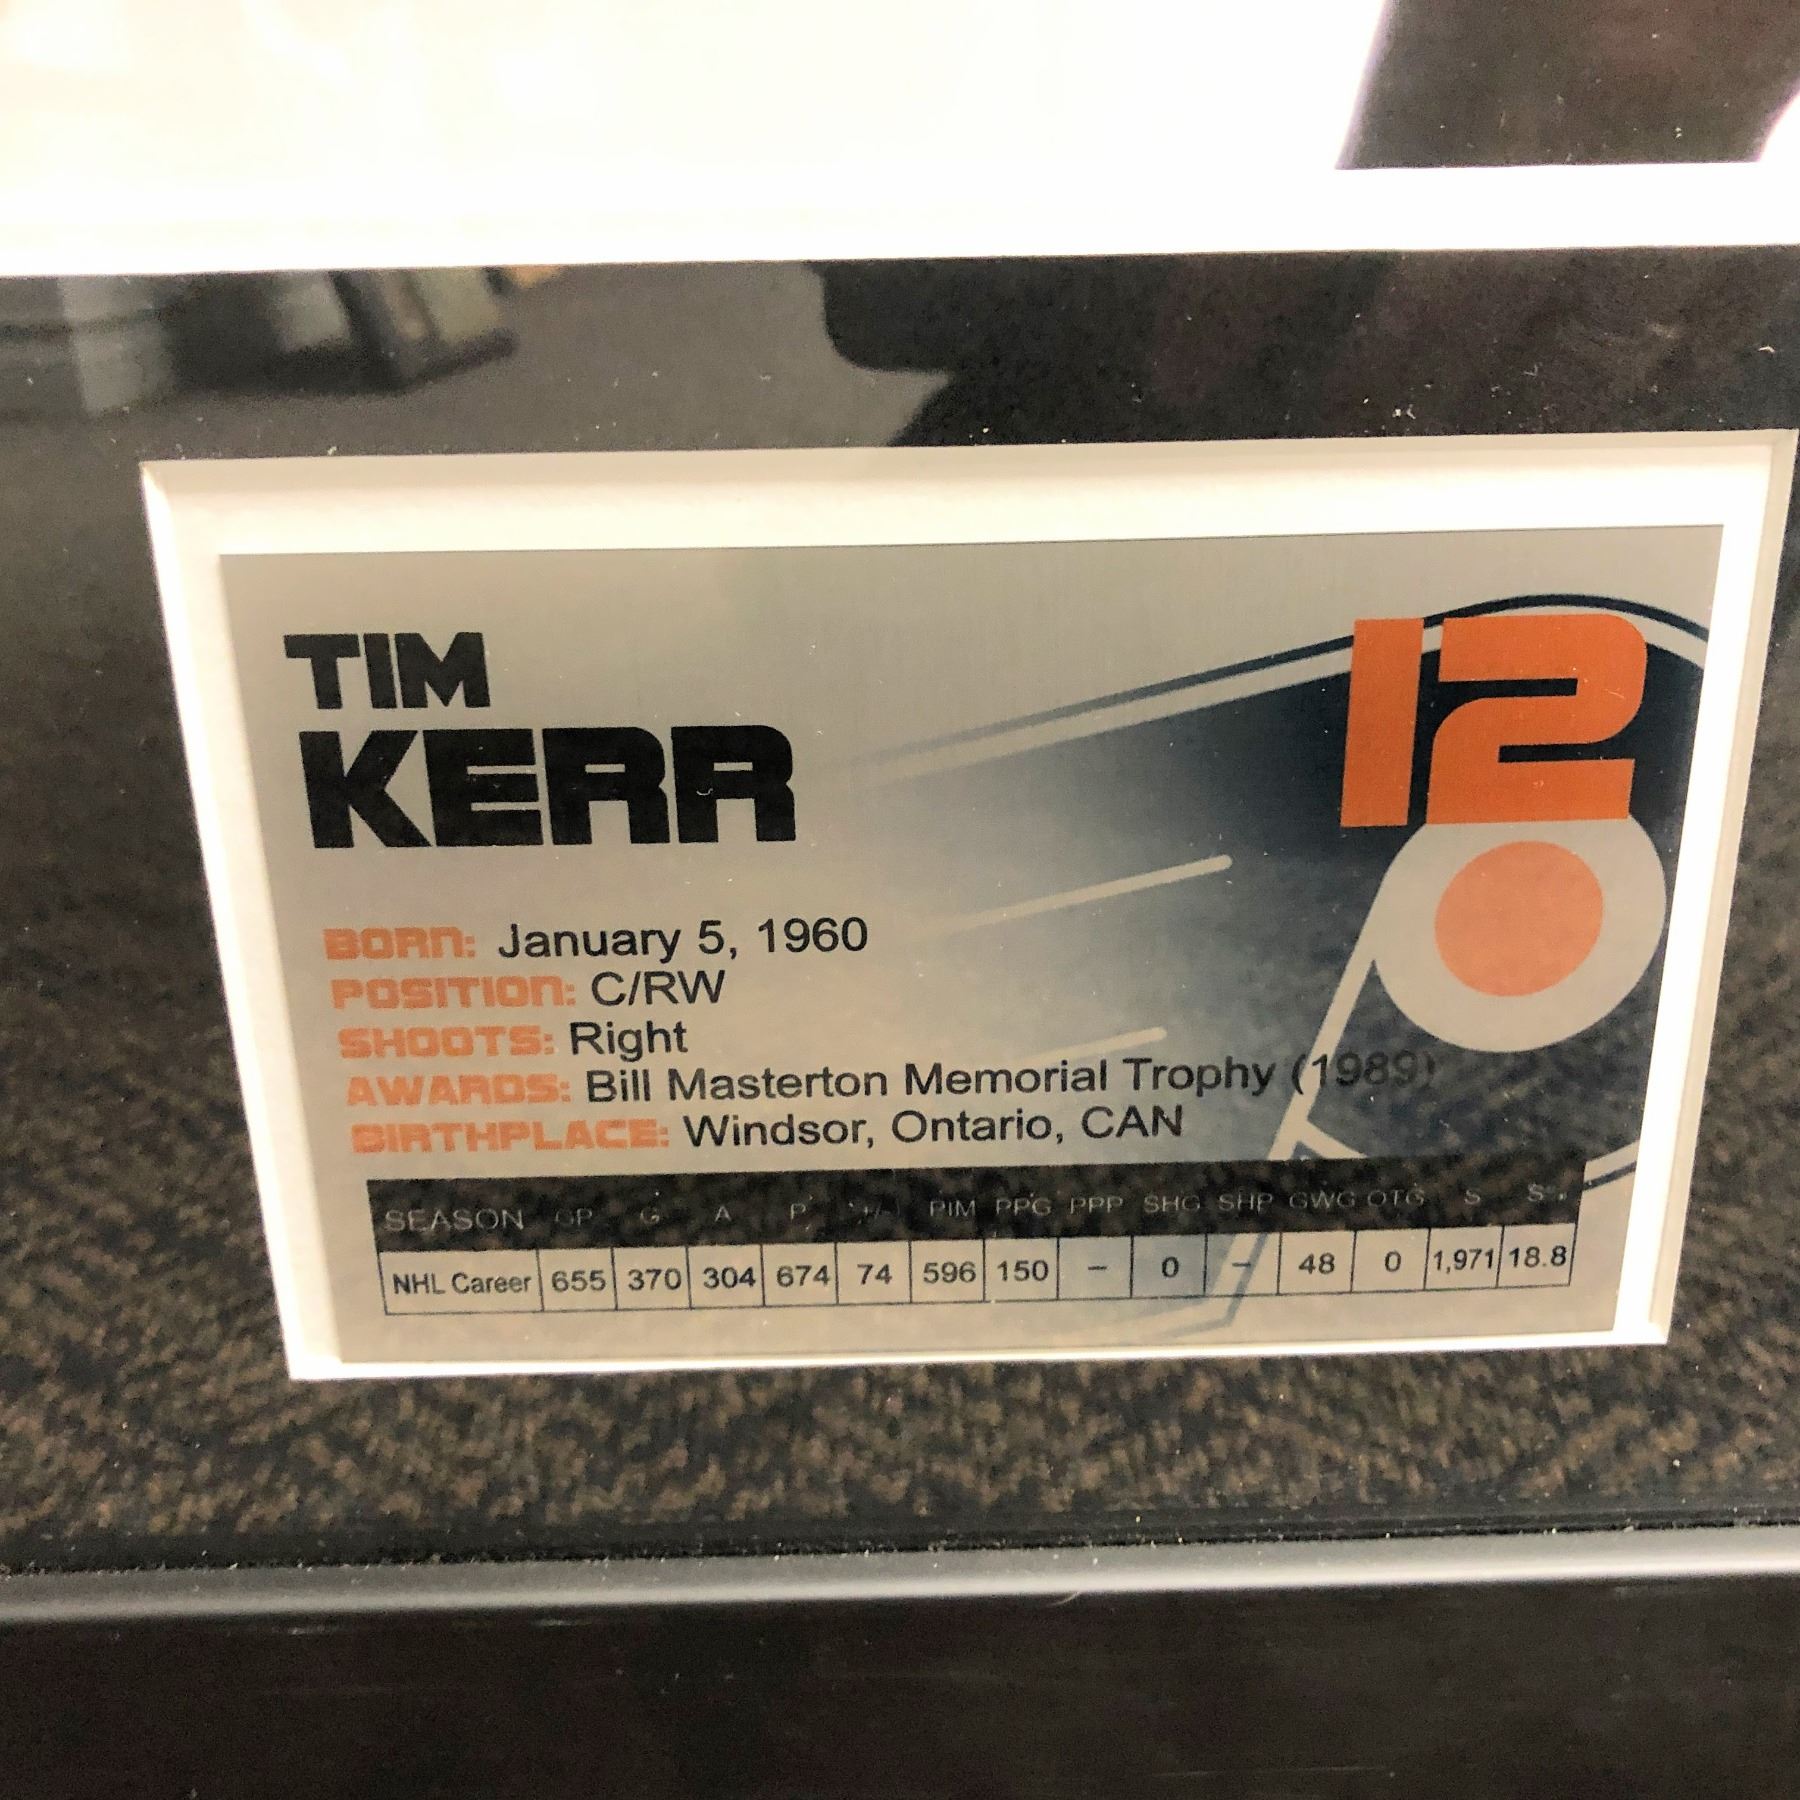 TIM
KERR
12
BORN: January 5, 1960
POSITION: C/RW
SHOOTS: Right
AWARDS: Bill Masterton Memorial Trophy (1989)
BIRTHPLACE: Windsor, Ontario, CAN
SEASON GP G A P +/- PIM PPG PPP SHG SHP GWG OTG S S%
NHL Career 655 370 304 674 74 596 150 – 0 – 48 0 1,971 18.8